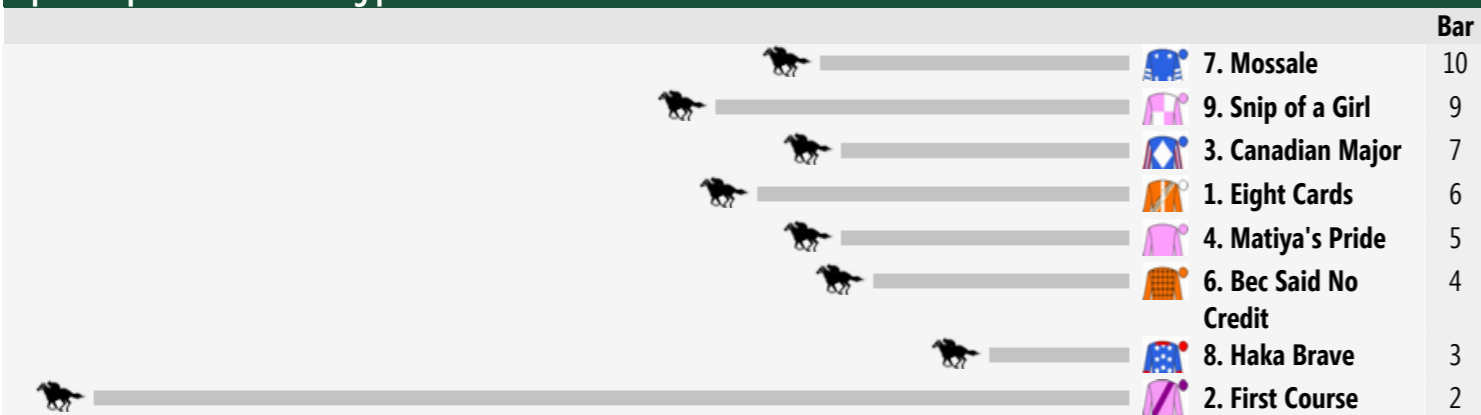 Bar
7. Mossale 10
9. Snip of a Girl 9
3. Canadian Major 7
1. Eight Cards 6
4. Matiya's Pride 5
6. Bec Said No 4
Credit
8. Haka Brave 3
2. First Course 2